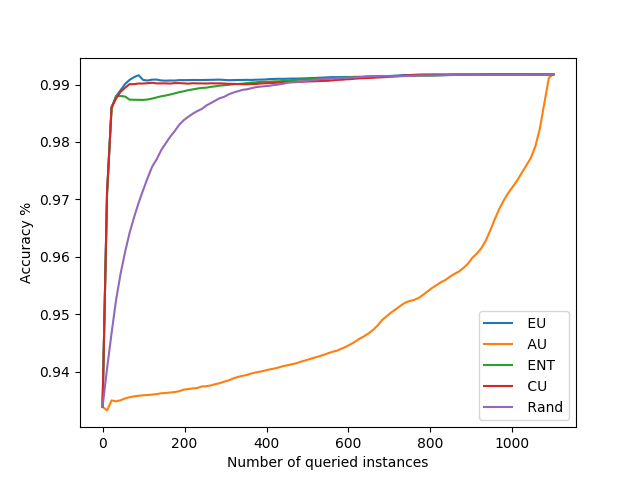 0.99
0.98
0.97
0.96
0.95
0.94
Accuracy %
0 200 400 600 800 1000
Number of queried instances
EU
AU
ENT
CU
Rand